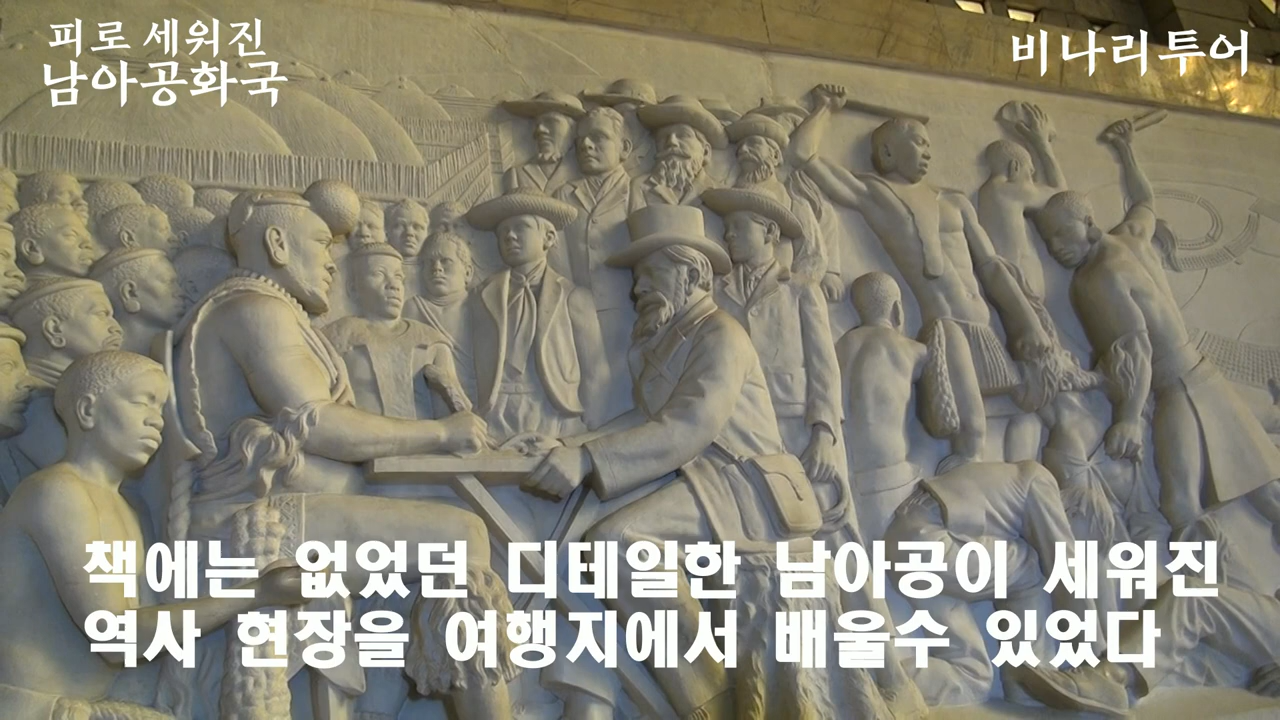 피로 세워진
남아공화국
비나리투어
책에는 없었던 디테일한 남아공이 세워진
역사 현장을 여행지에서 배울수 있었다